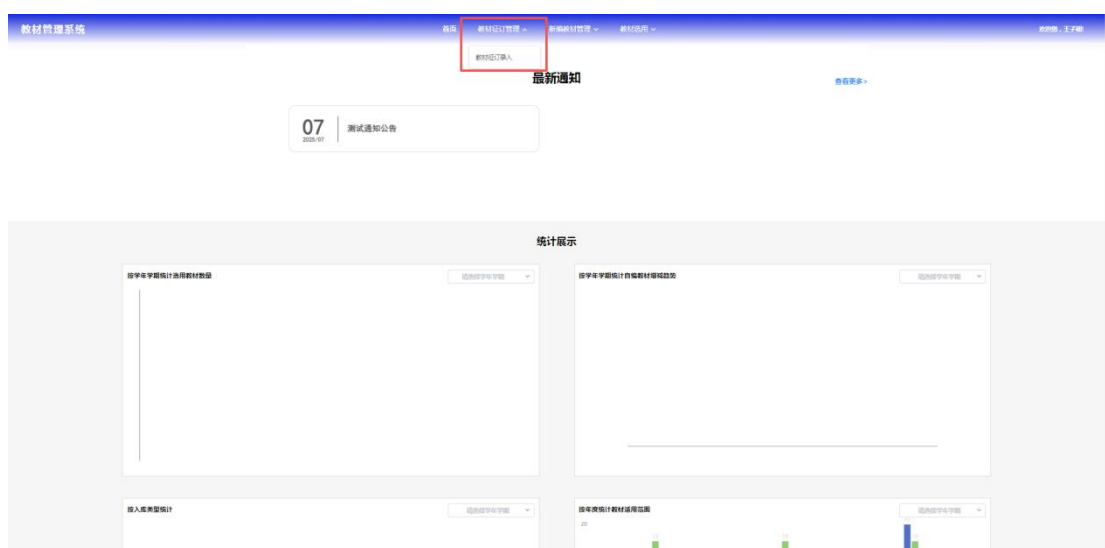 教材管理系统
首页 教材征订管理 新编教材管理 教材选用
欢迎您，王子卿
教材征订录入
最新通知
查看更多>
07
2025/07
测试通知公告
统计展示
按学年学期统计选用教材数量
请选择学年学期
按学年学期统计自编教材增减趋势
请选择学年学期
按入库类型统计
请选择学年学期
按年度统计教材适用范围
请选择学年学期
20